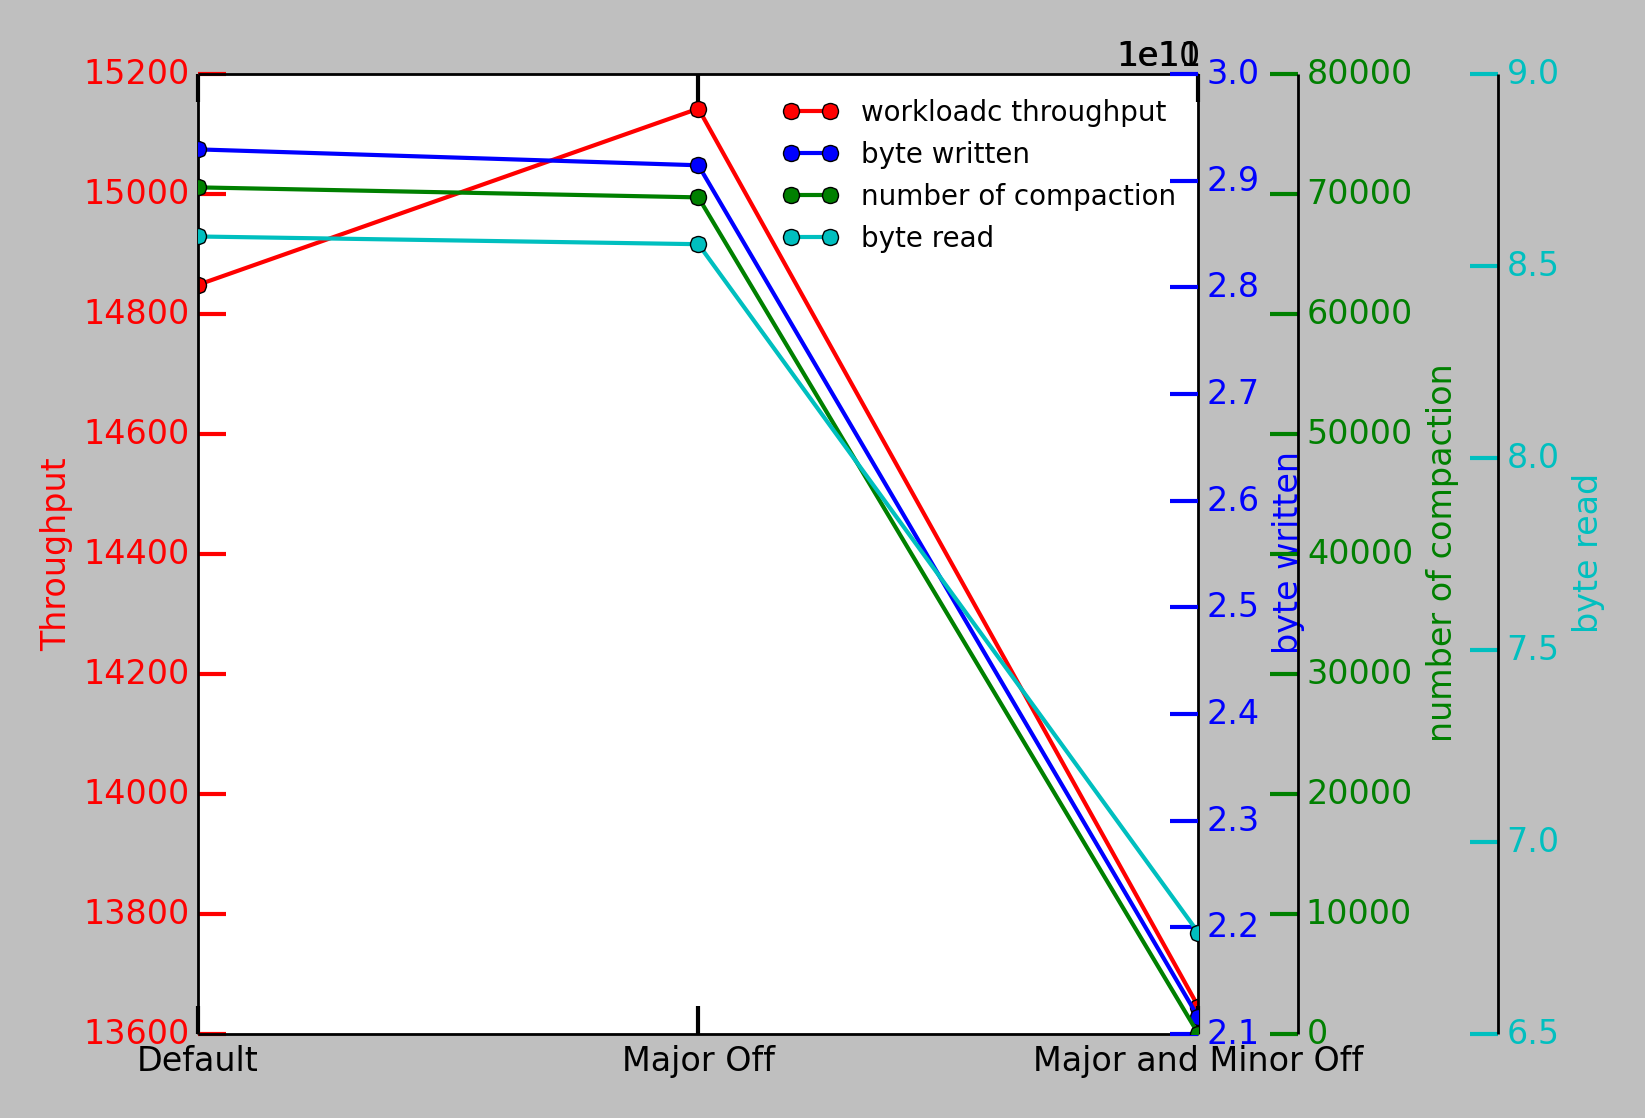 1e10
15200
15000
14800
14600
14400
14200
14000
13800
13600
Throughput
workloadc throughput
byte written
number of compaction
byte read
3.0
2.9
2.8
2.7
2.6
2.5
2.4
2.3
2.2
2.1
byte written
80000
70000
60000
50000
40000
30000
20000
10000
0
number of compaction
9.0
8.5
8.0
7.5
7.0
6.5
byte read
Default
Major Off
Major and Minor Off